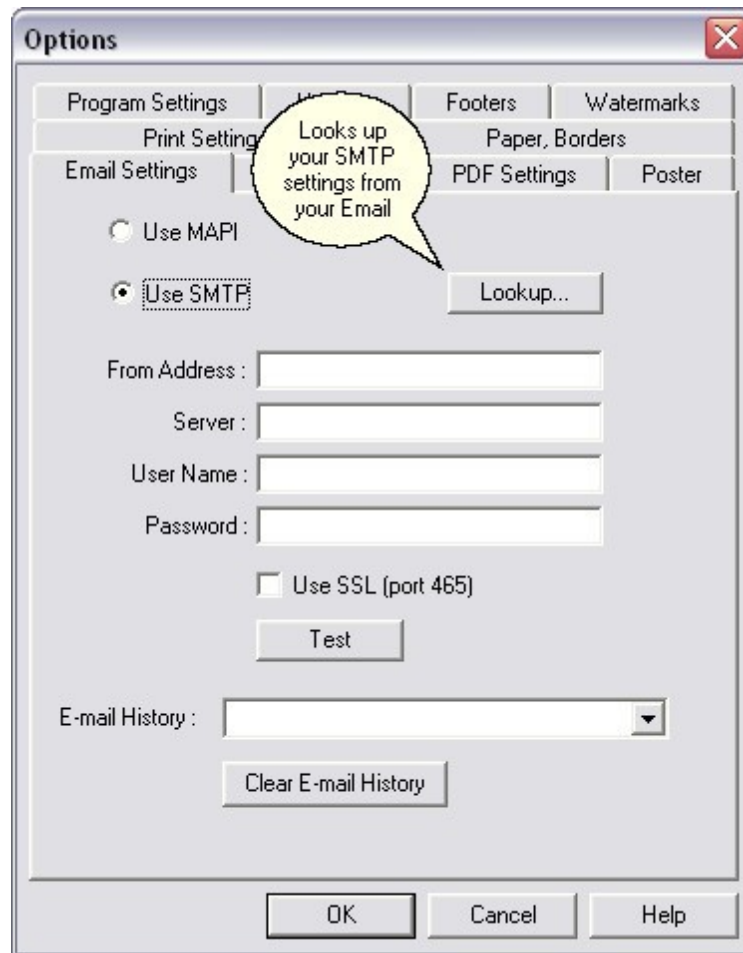 Options
Program Settings Footers Watermarks
Print Paper, Borders
Looks up
your SMTP
settings from
your Email
Email Settings PDF Settings Poster
Use MAPI
Use SMTP Lookup...
From Address :
Server :
User Name :
Password :
Use SSL (port 465)
Test
E-mail History :
Clear E-mail History
OK Cancel Help